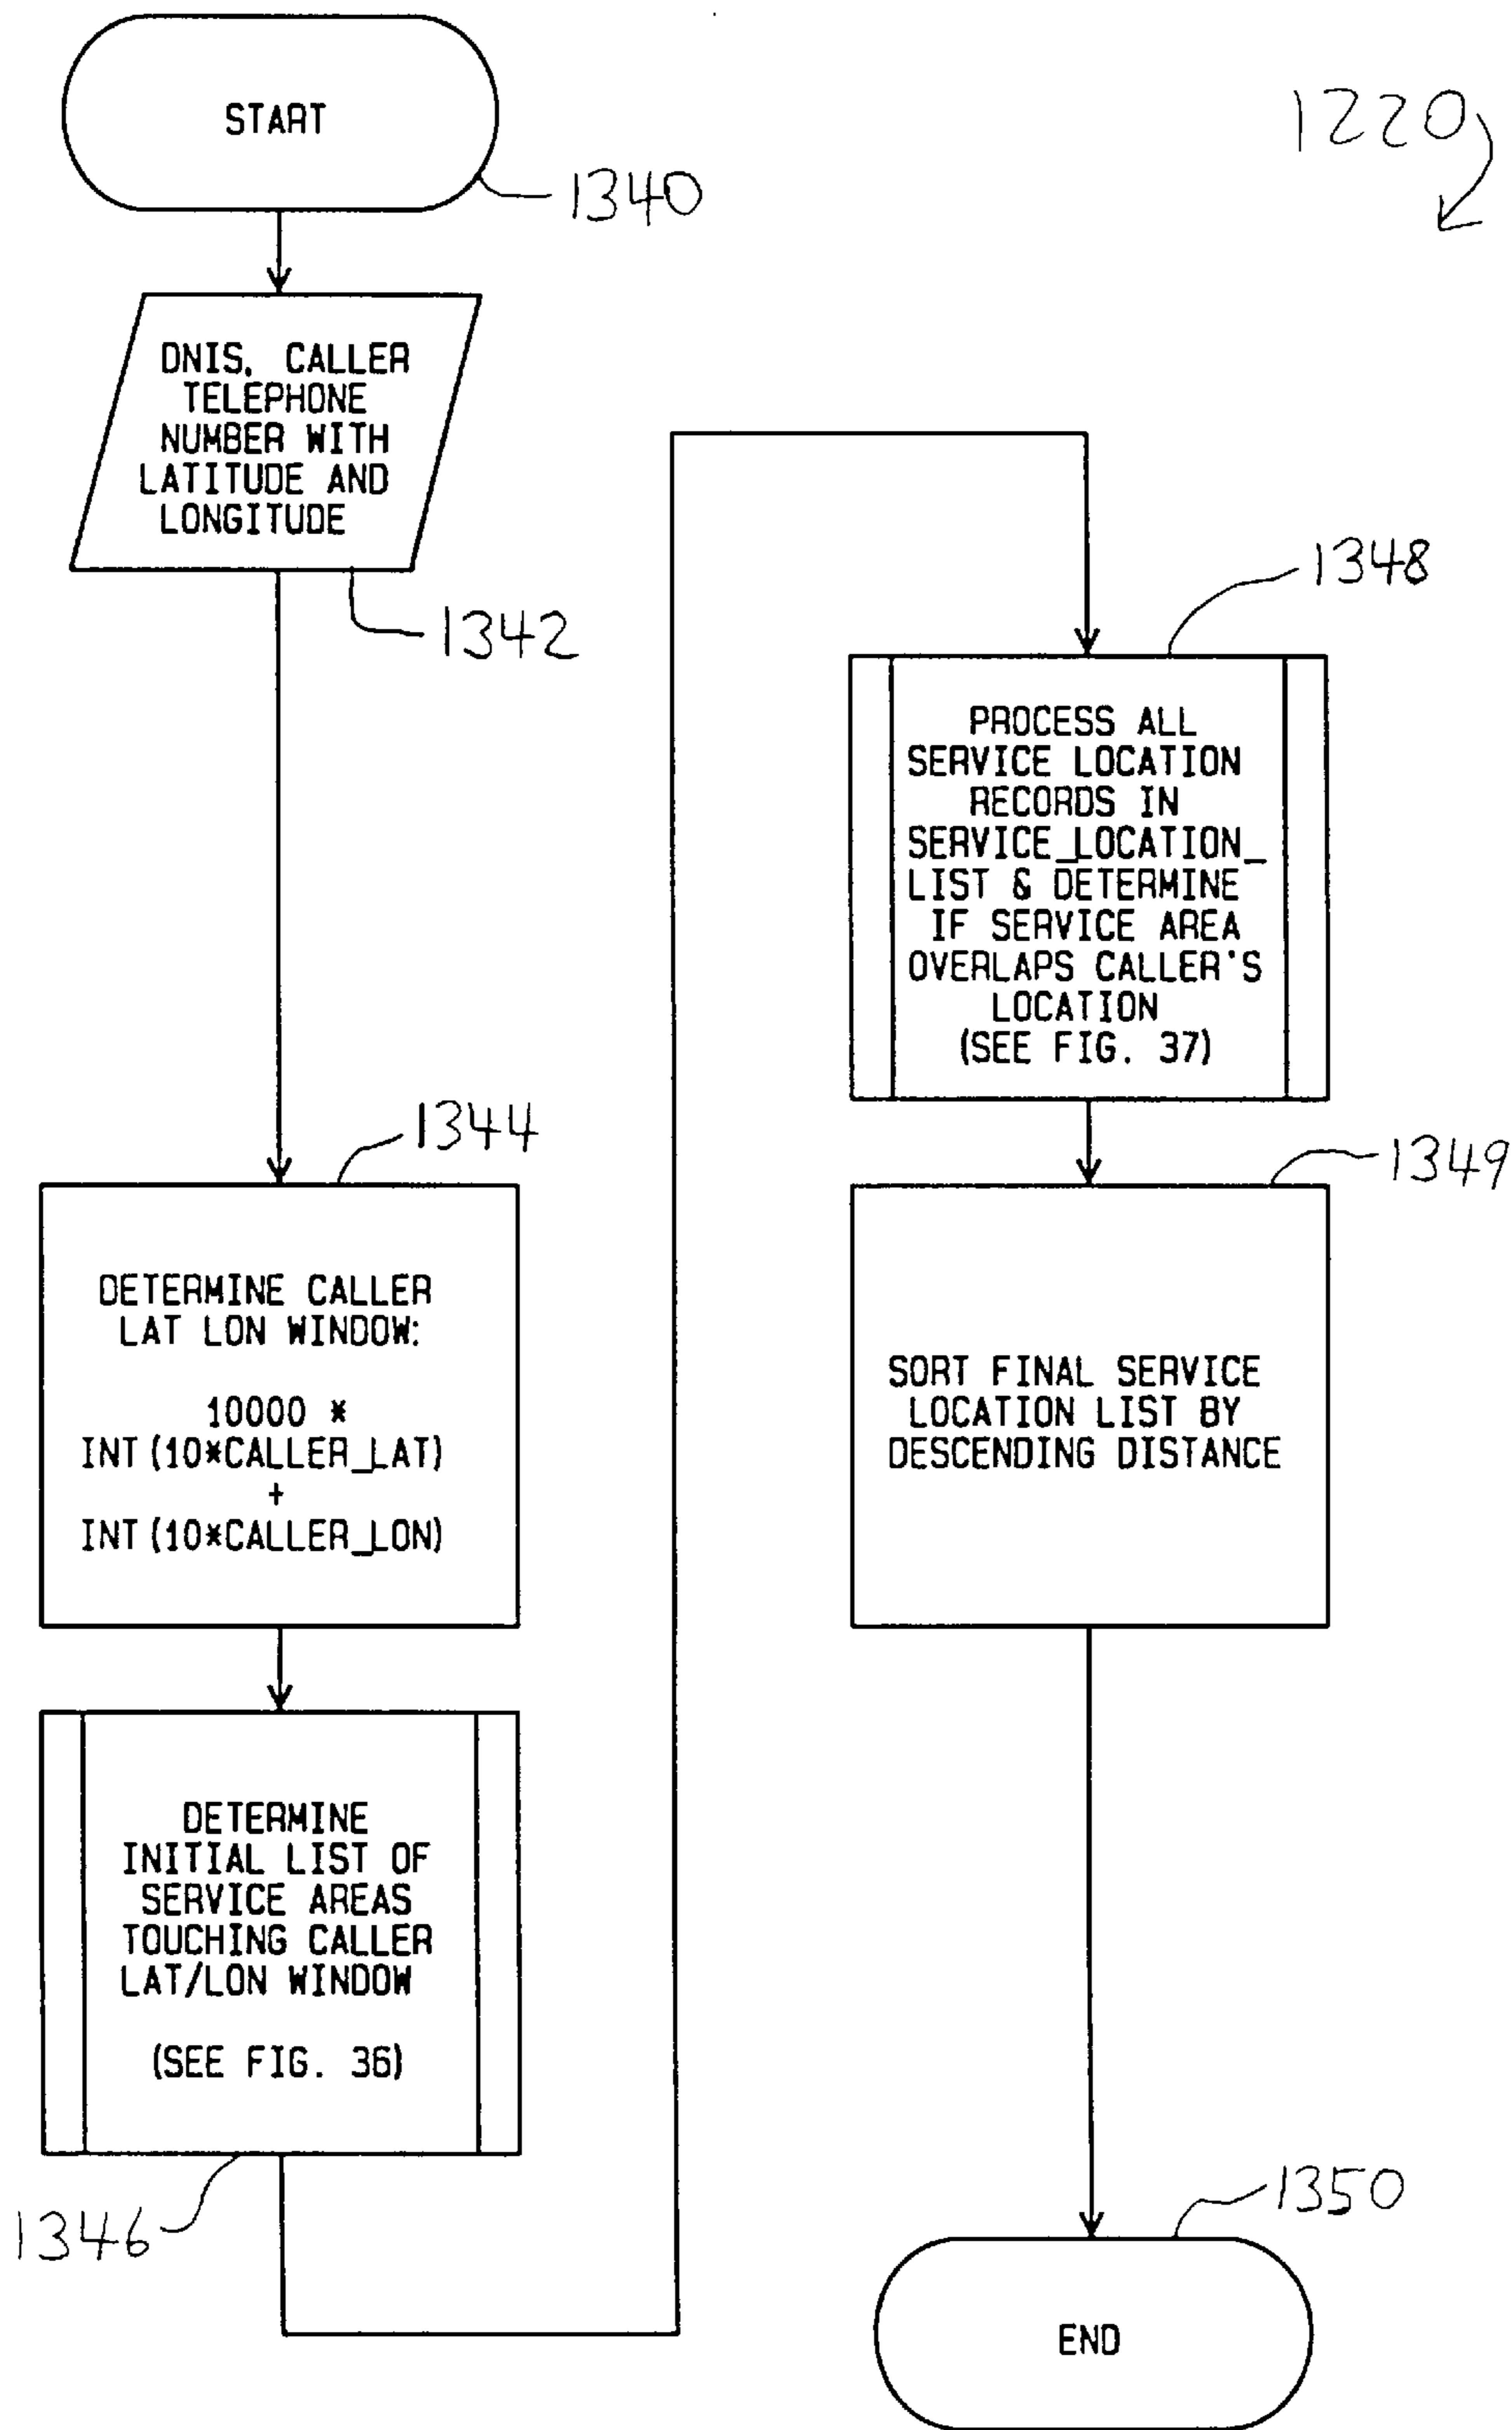 START
1340
1220
DNIS, CALLER
TELEPHONE
NUMBER WITH
LATITUDE AND
LONGITUDE
1342
1344
DETERMINE CALLER
LAT LON WINDOW:
10000 *
INT(10*CALLER_LAT)
+
INT(10*CALLER_LON)
DETERMINE
INITIAL LIST OF
SERVICE AREAS
TOUCHING CALLER
LAT/LON WINDOW
(SEE FIG. 36)
1346
1348
PROCESS ALL
SERVICE LOCATION
RECORDS IN
SERVICE_LOCATION_
LIST & DETERMINE
IF SERVICE AREA
OVERLAPS CALLER'S
LOCATION
(SEE FIG. 37)
1349
SORT FINAL SERVICE
LOCATION LIST BY
DESCENDING DISTANCE
1350
END